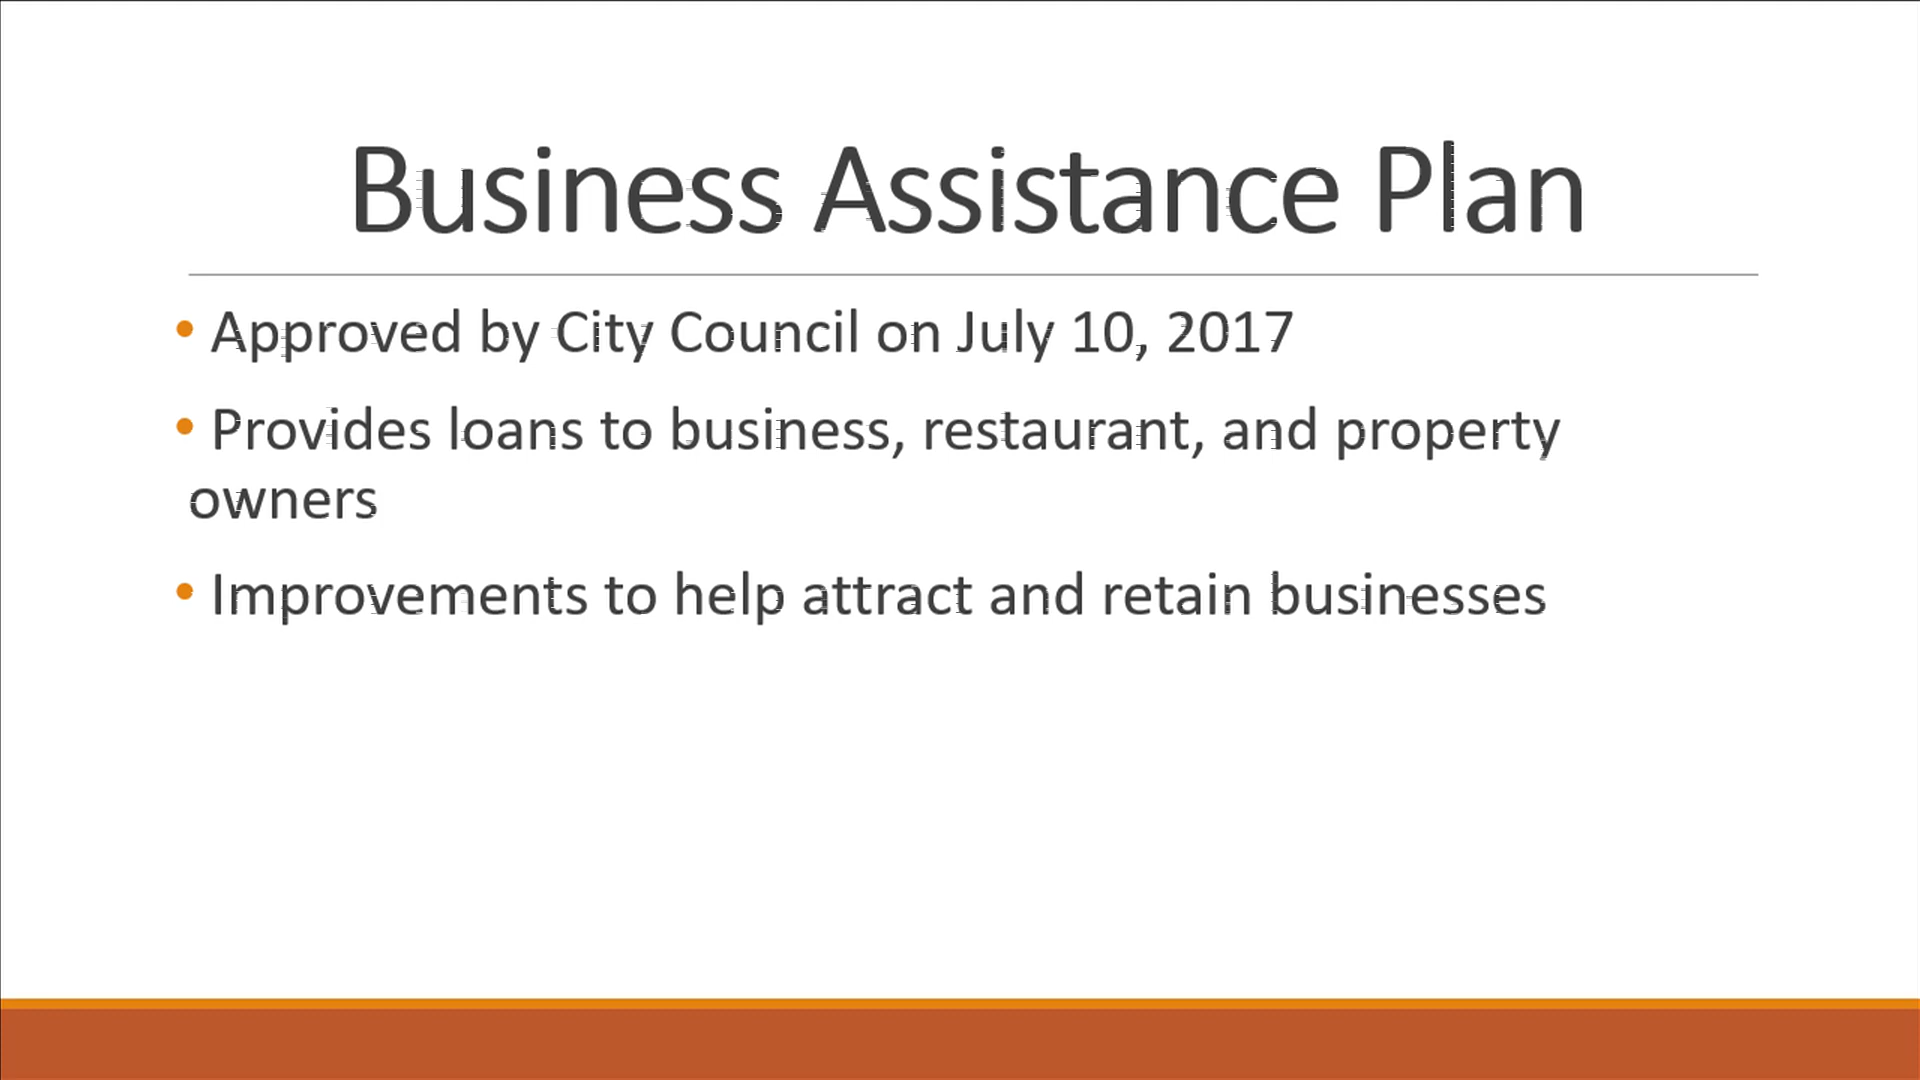 Business Assistance Plan
• Approved by City Council on July 10, 2017
• Provides loans to business, restaurant, and property
owners
• Improvements to help attract and retain businesses